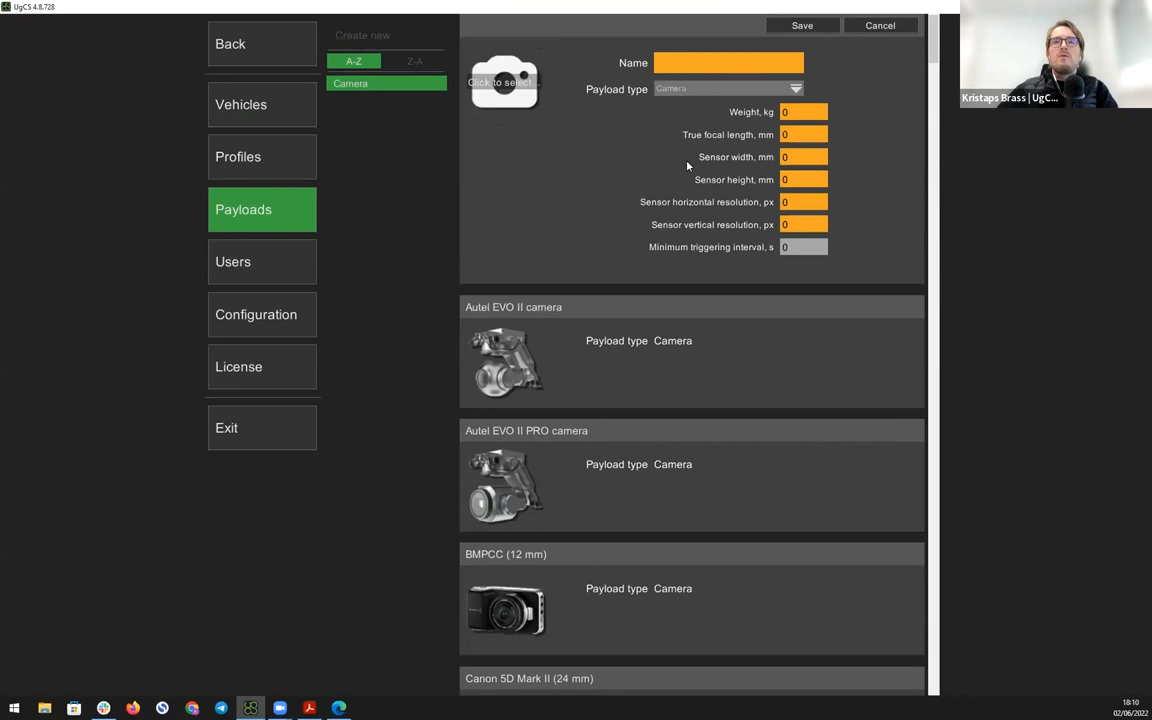 UgCS 4.8.728
Back
Vehicles
Profiles
Payloads
Users
Configuration
License
Exit
Create new
A-Z
Z-A
Camera
Save
Cancel
Click to select...
Name
Payload type Camera
Weight, kg 0
True focal length, mm 0
Sensor width, mm 0
Sensor height, mm 0
Sensor horizontal resolution, px 0
Sensor vertical resolution, px 0
Minimum triggering interval, s 0
Autel EVO II camera
Payload type Camera
Autel EVO II PRO camera
Payload type Camera
BMPCC (12 mm)
Payload type Camera
Canon 5D Mark II (24 mm)
Kristaps Brass | UgC...
18:10
02/06/2022